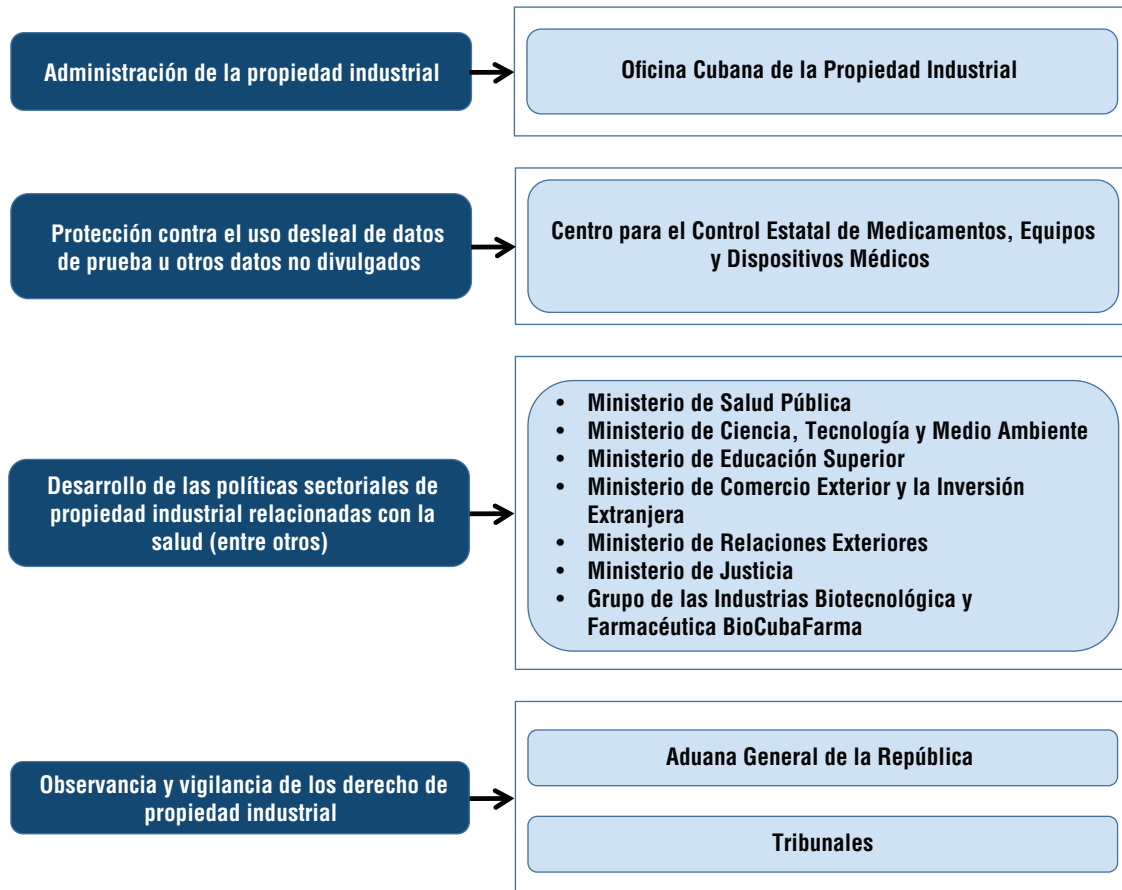 Administración de la propiedad industrial
Oficina Cubana de la Propiedad Industrial
Protección contra el uso desleal de datos
de prueba u otros datos no divulgados
Centro para el Control Estatal de Medicamentos, Equipos
y Dispositivos Médicos
Desarrollo de las políticas sectoriales de
propiedad industrial relacionadas con la
salud (entre otros)
• Ministerio de Salud Pública
• Ministerio de Ciencia, Tecnología y Medio Ambiente
• Ministerio de Educación Superior
• Ministerio de Comercio Exterior y la Inversión
Extranjera
• Ministerio de Relaciones Exteriores
• Ministerio de Justicia
• Grupo de las Industrias Biotecnológica y
Farmacéutica BioCubaFarma
Observancia y vigilancia de los derecho de
propiedad industrial
Aduana General de la República
Tribunales